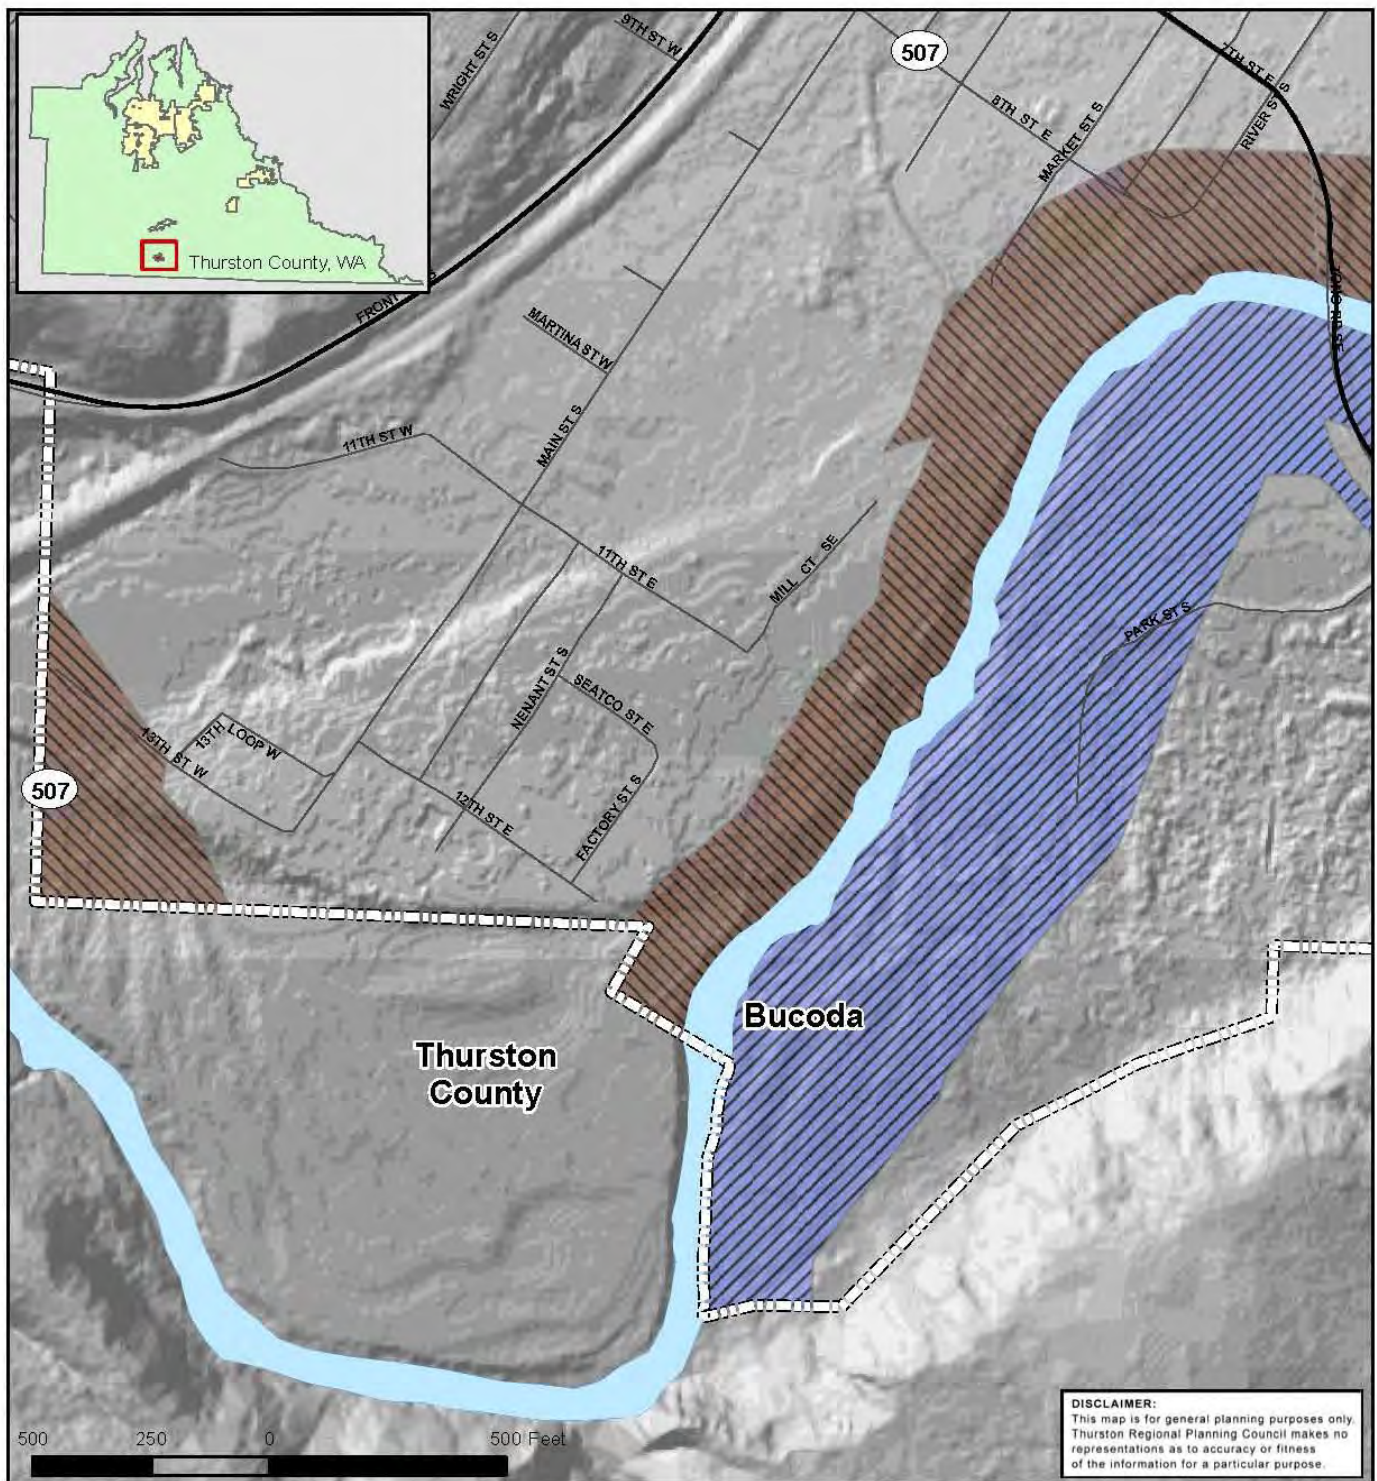 Thurston County, WA
WRIGHT ST S
9TH ST W
507
8TH ST E
MARKET ST S
7TH ST E
RIVER ST S
MARTINA ST W
MAIN ST S
11TH ST W
11TH ST E
MILL CT SE
PARK ST S
NENANT ST S
SEATCO ST E
13TH LOOP W
13TH ST W
507
12TH ST E
FACTORY ST S
Bucoda
Thurston
County
500 250 0 500 Feet
DISCLAIMER:
This map is for general planning purposes only.
Thurston Regional Planning Council makes no
representations as to accuracy or fitness
of the information for a particular purpose.